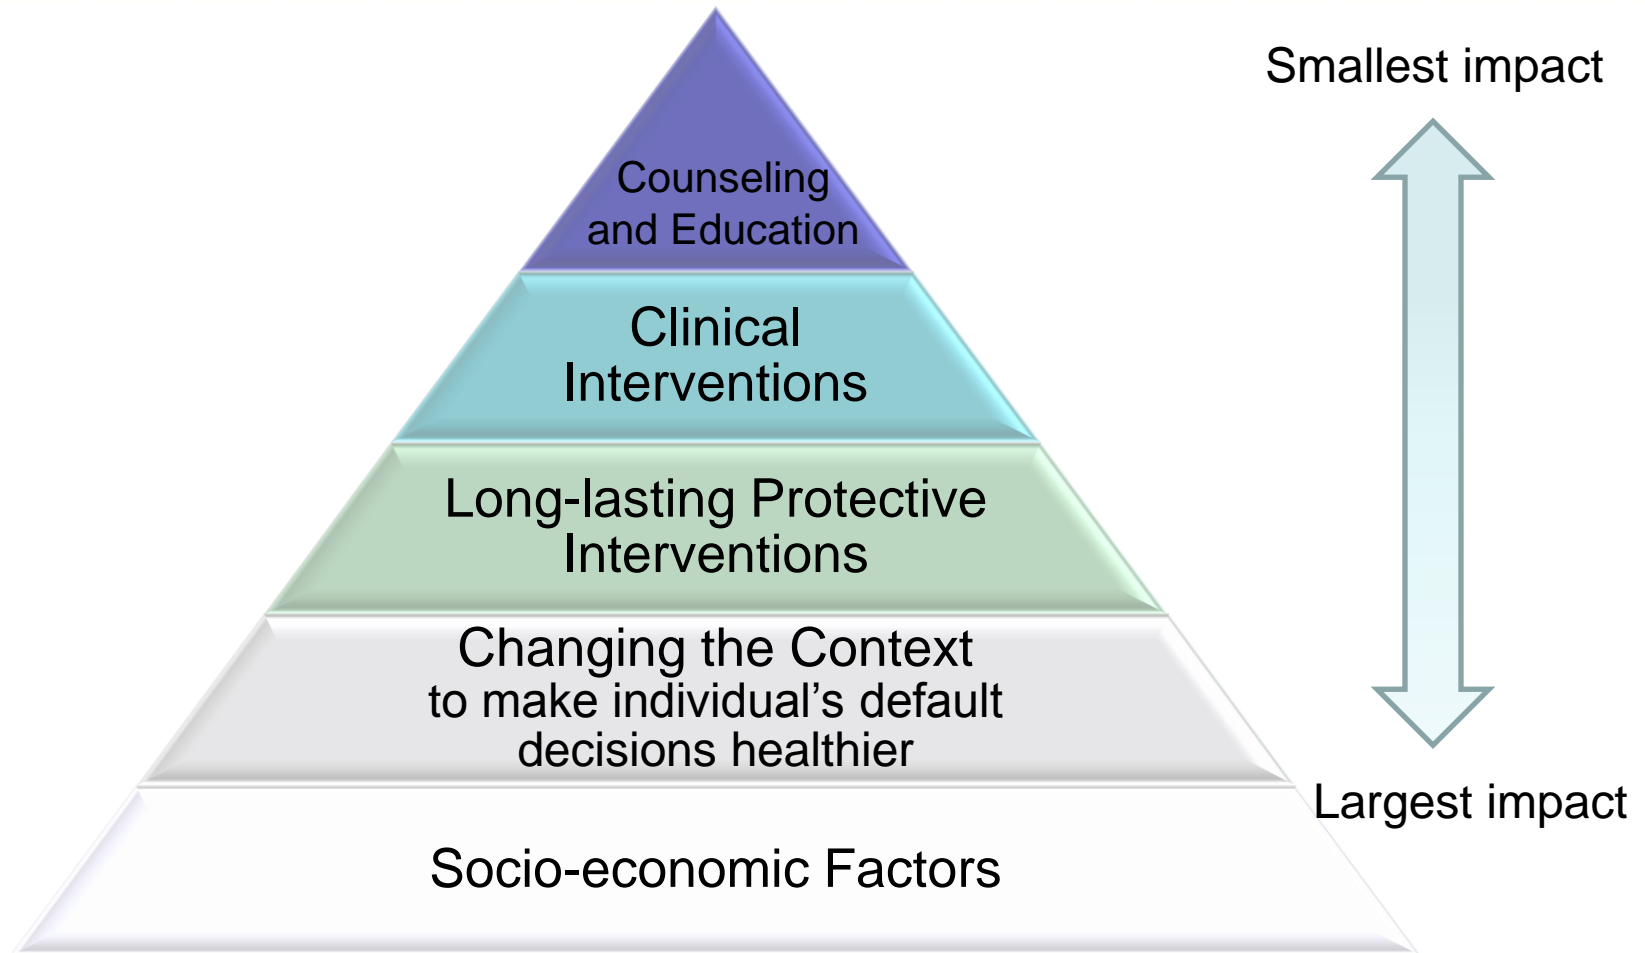 Smallest impact
Counseling
and Education
Clinical
Interventions
Long-lasting Protective
Interventions
Changing the Context
to make individual’s default
decisions healthier
Largest impact
Socio-economic Factors